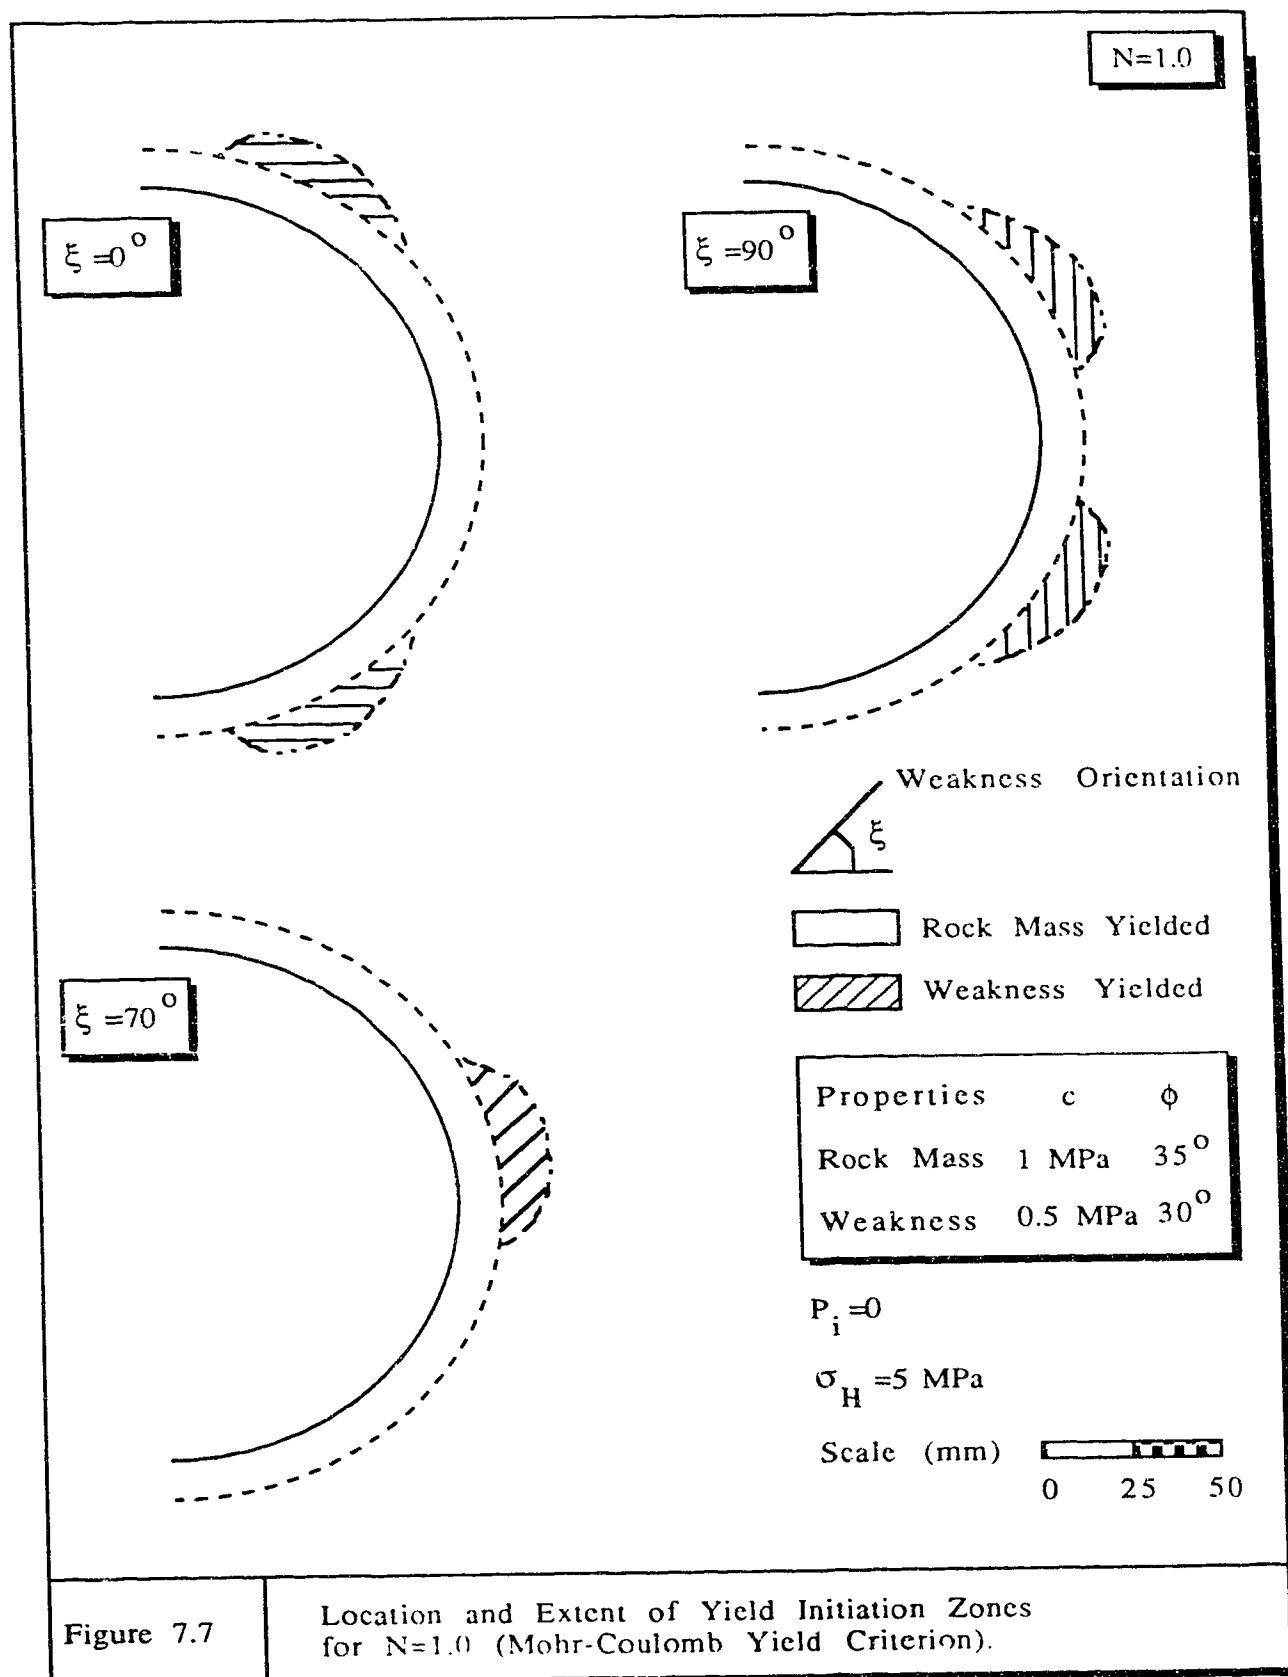 N=1.0
ξ =0°
ξ =90°
Weakness Orientation
ξ
Rock Mass Yielded
Weakness Yielded
ξ =70°
Properties c ϕ
Rock Mass 1 MPa 35°
Weakness 0.5 MPa 30°
P_i =0
σ_H =5 MPa
Scale (mm)
0 25 50
Figure 7.7
Location and Extent of Yield Initiation Zones
for N=1.0 (Mohr-Coulomb Yield Criterion).